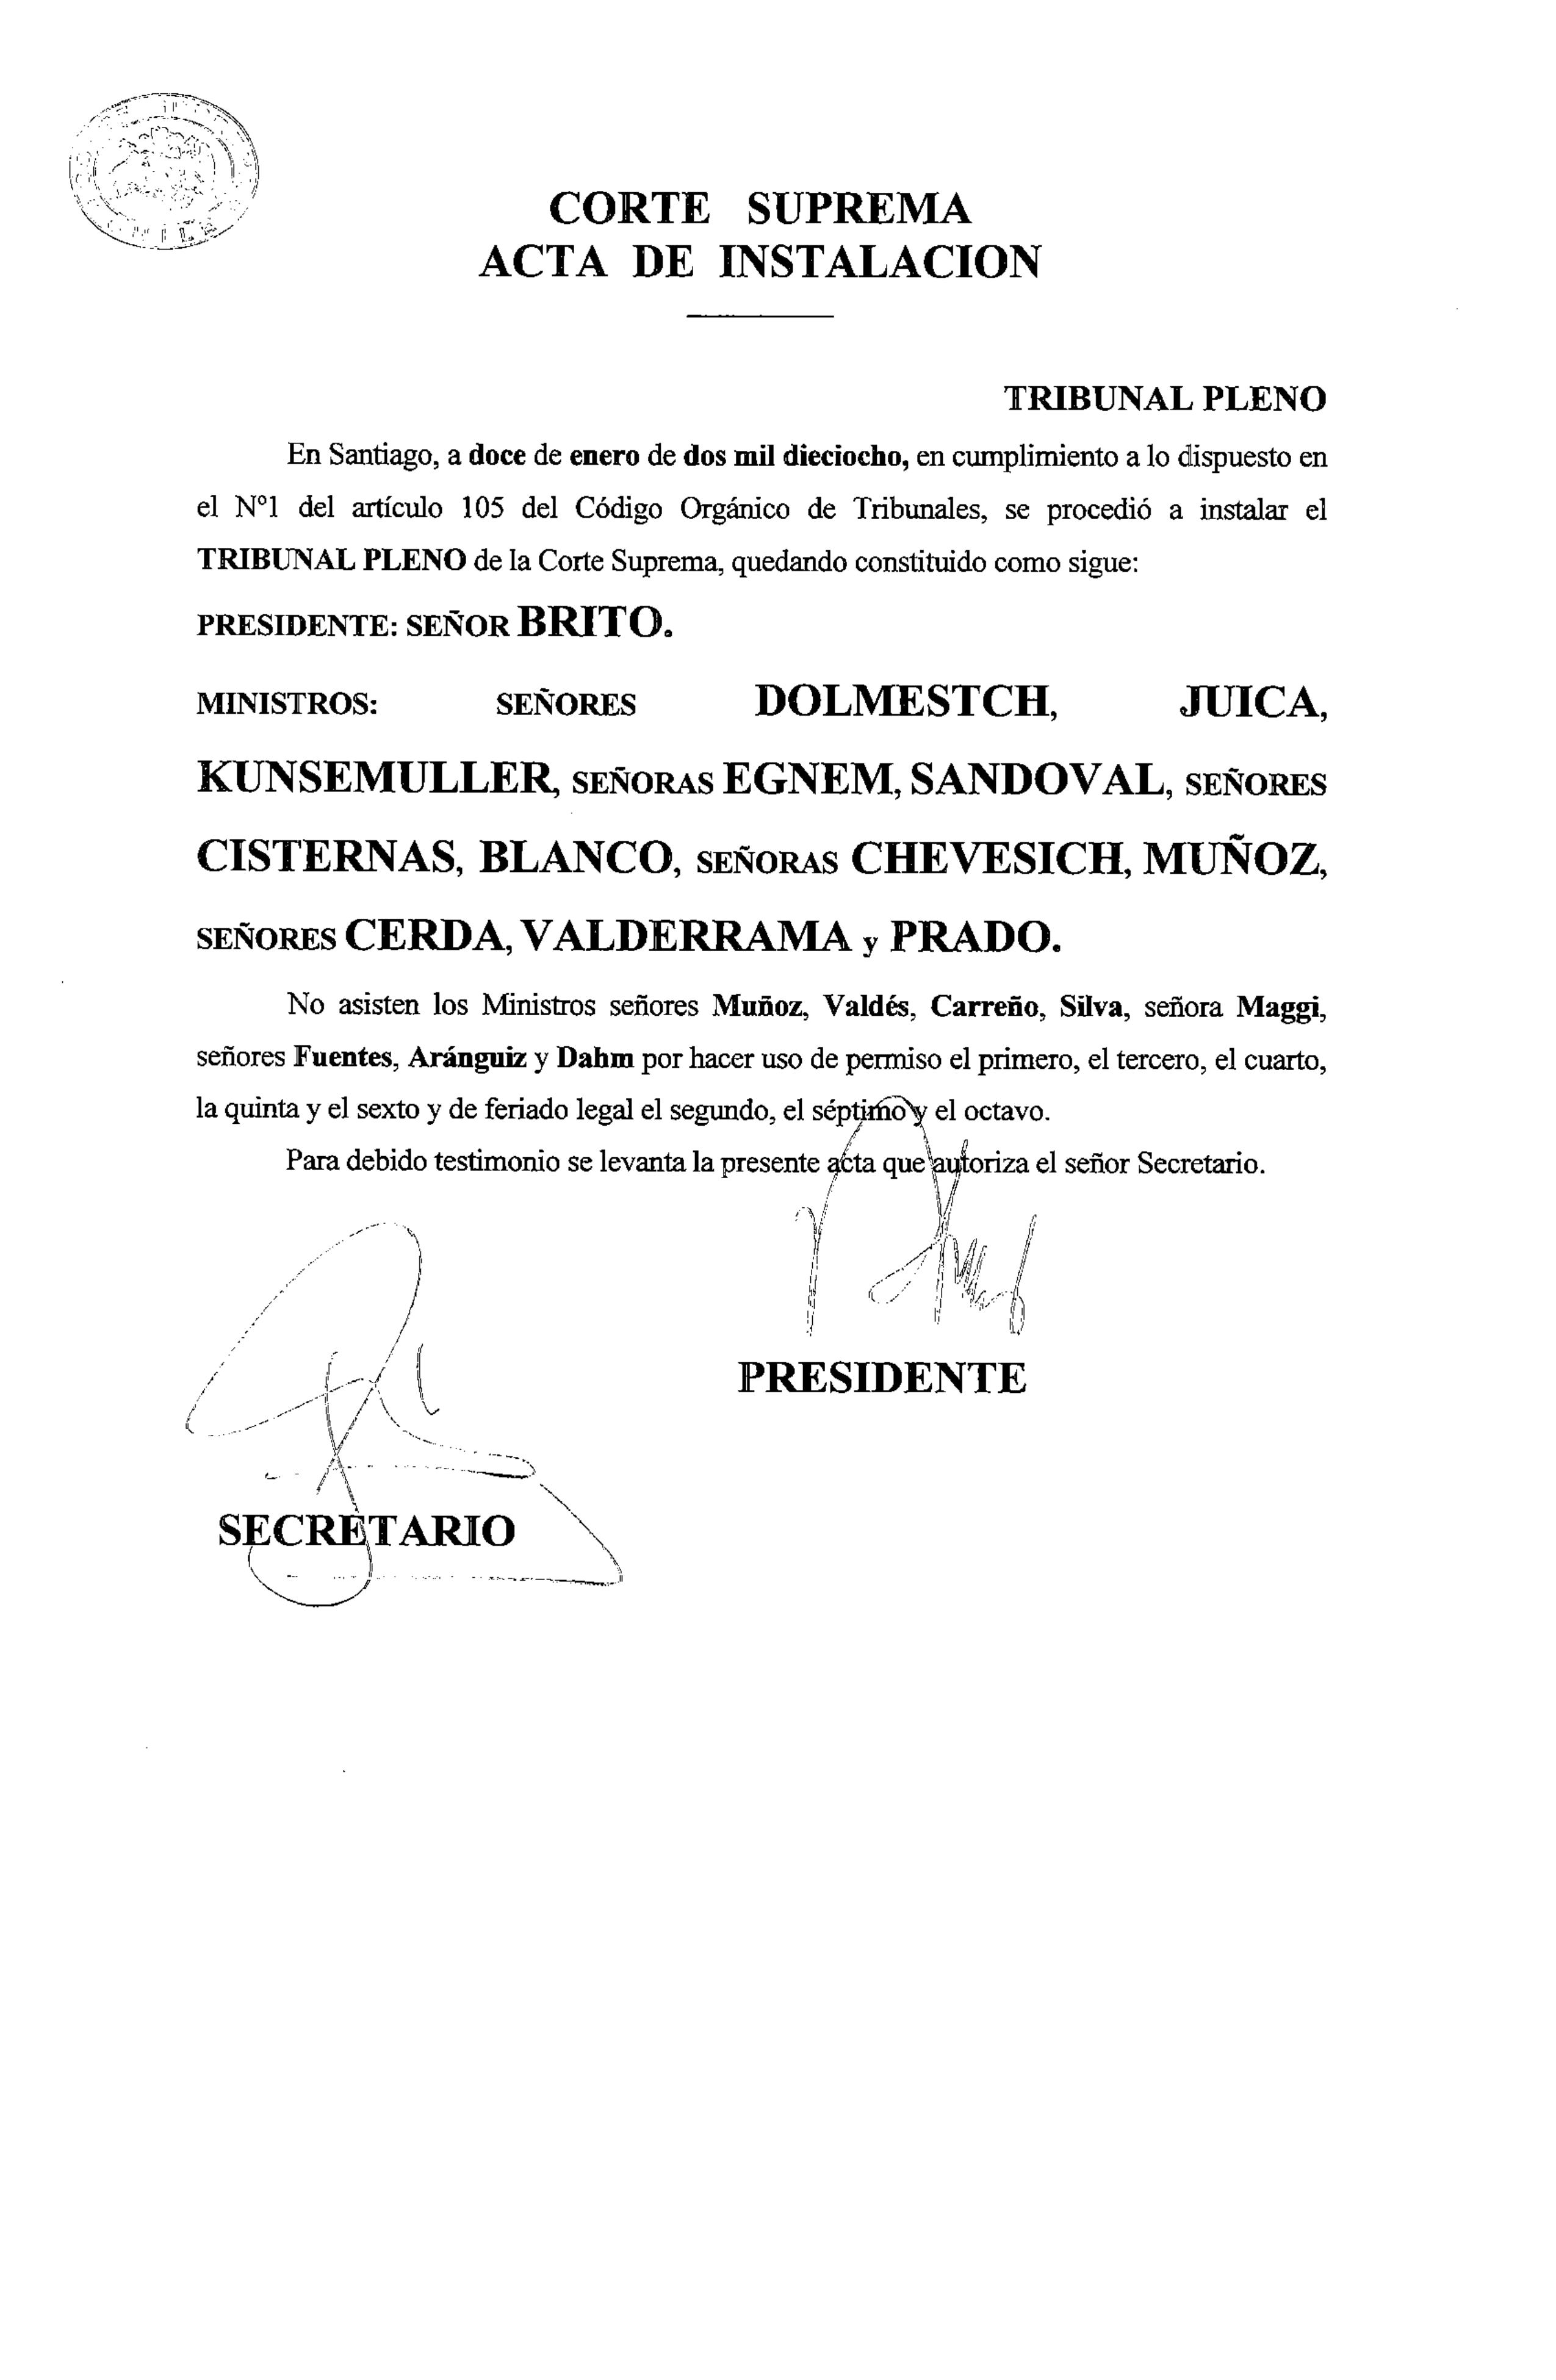 CHILE
CORTE SUPREMA
ACTA DE INSTALACION
TRIBUNAL PLENO
En Santiago, a doce de enero de dos mil dieciocho, en cumplimiento a lo dispuesto en
el Nº1 del artículo 105 del Código Orgánico de Tribunales, se procedió a instalar el
TRIBUNAL PLENO de la Corte Suprema, quedando constituido como sigue:
PRESIDENTE: SEÑOR BRITO.
MINISTROS: SEÑORES DOLMESTCH, JUICA,
KUNSEMULLER, SEÑORAS EGNEM, SANDOVAL, SEÑORES
CISTERNAS, BLANCO, SEÑORAS CHEVESICH, MUÑOZ,
SEÑORES CERDA, VALDERRAMA y PRADO.
No asisten los Ministros señores Muñoz, Valdés, Carreño, Silva, señora Maggi,
señores Fuentes, Aránguiz y Dahm por hacer uso de permiso el primero, el tercero, el cuarto,
la quinta y el sexto y de feriado legal el segundo, el séptimo y el octavo.
Para debido testimonio se levanta la presente acta que autoriza el señor Secretario.
PRESIDENTE
SECRETARIO